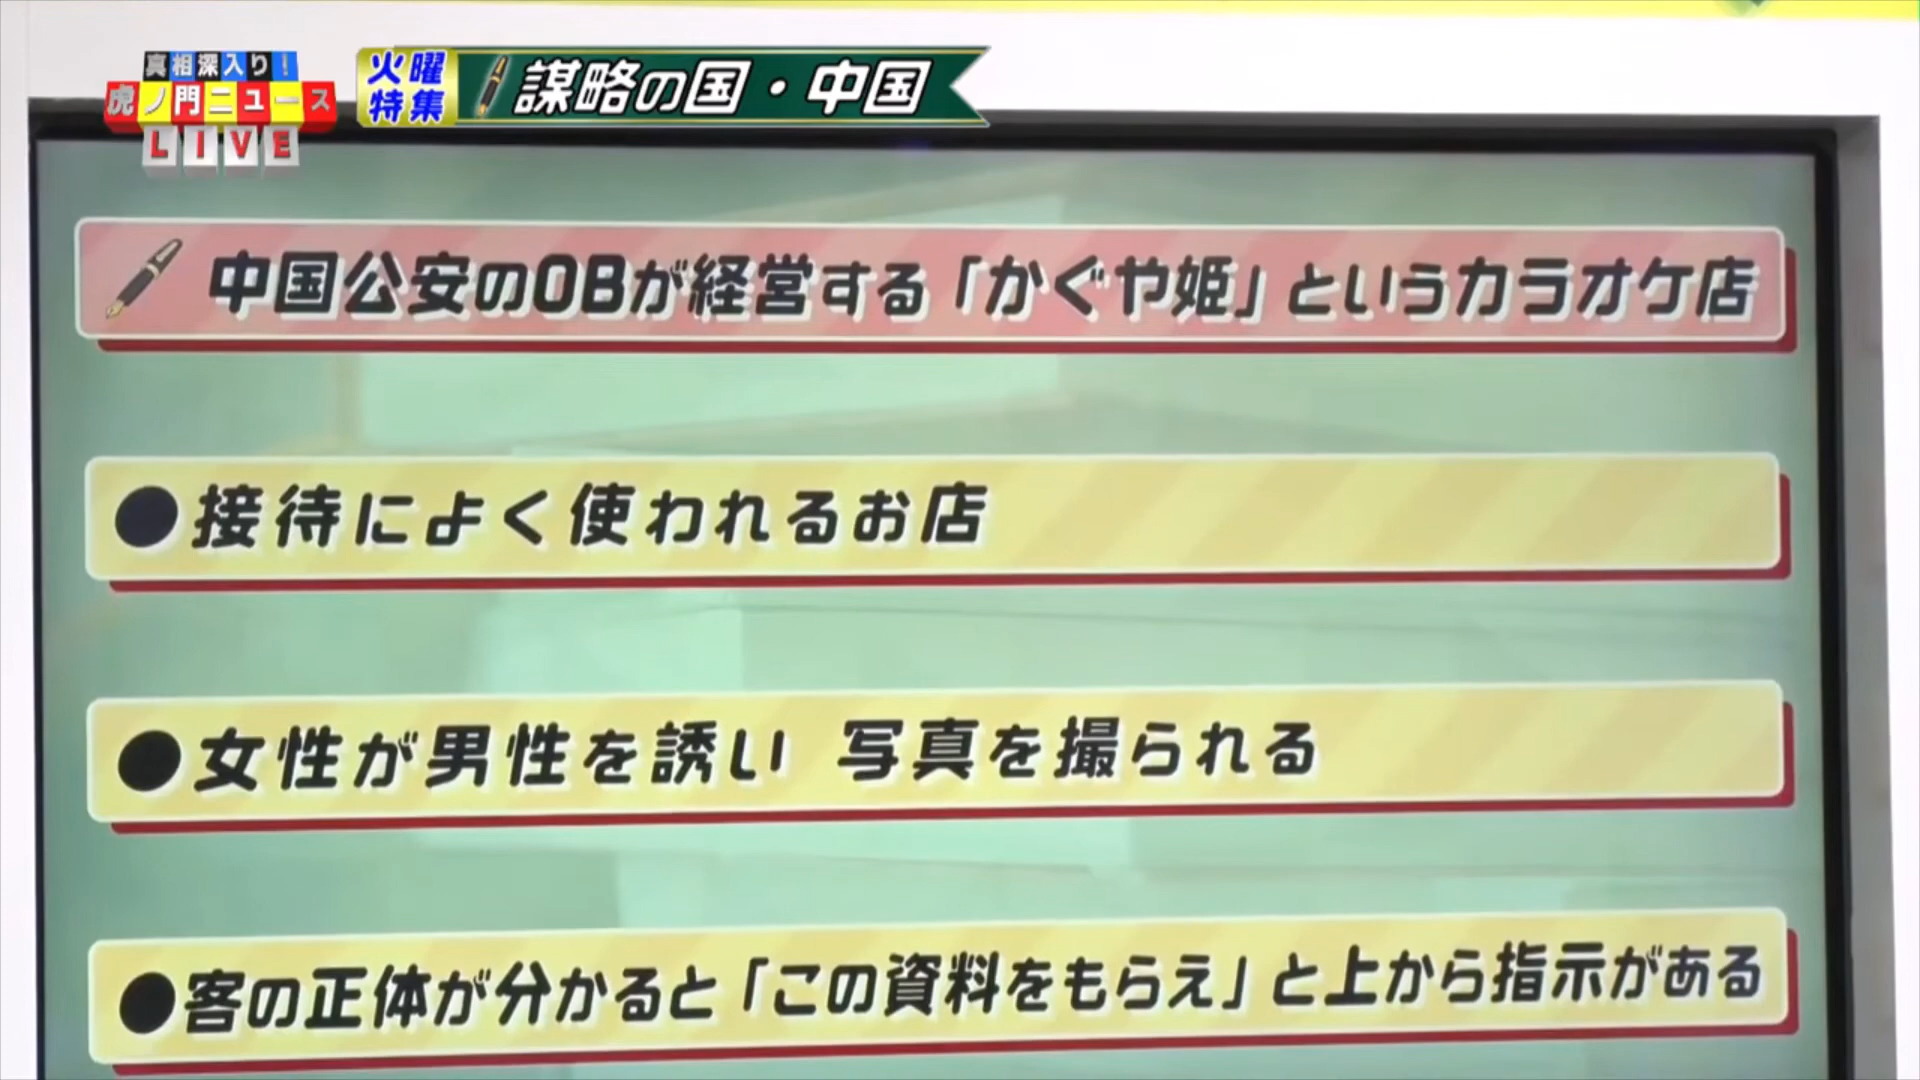 真相深入り!
虎ノ門ニュース
LIVE
火曜
特集
謀略の国・中国
中国公安のOBが経営する「かぐや姫」というカラオケ店
●接待によく使われるお店
●女性が男性を誘い 写真を撮られる
●客の正体が分かると「この資料をもらえ」と上から指示がある